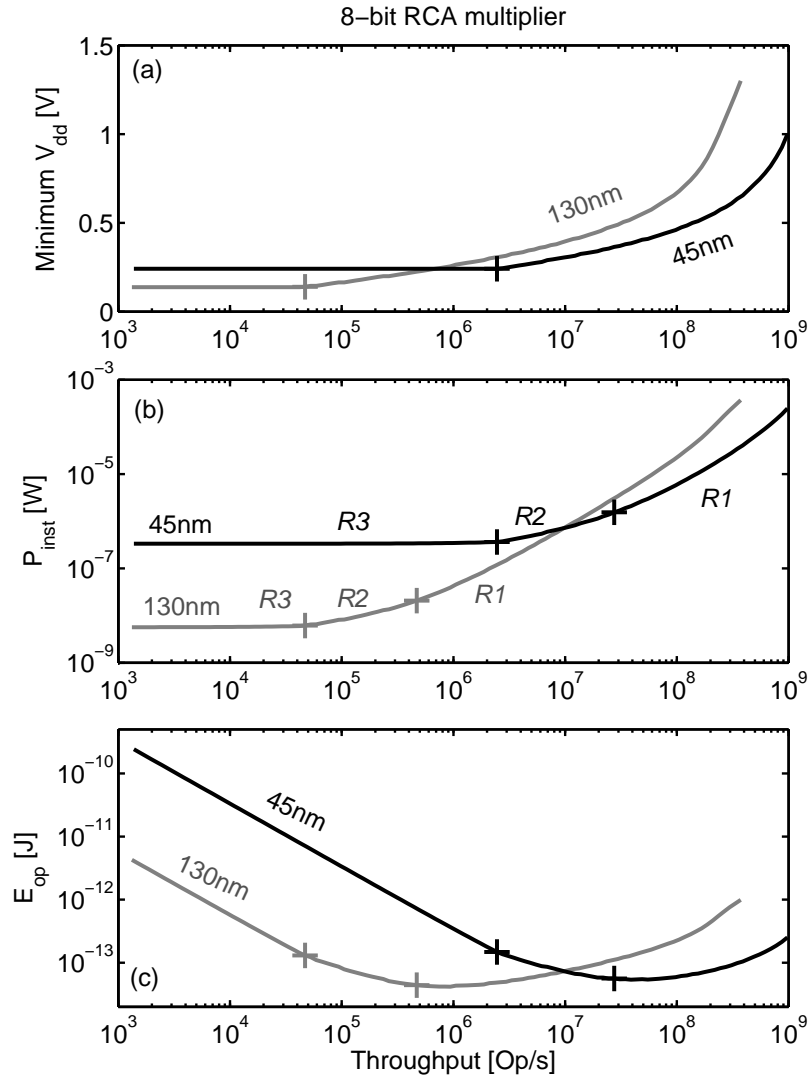 8−bit RCA multiplier
(a)
Minimum V_dd [V]
1.5
1
0.5
0
130nm
45nm
10^3 10^4 10^5 10^6 10^7 10^8 10^9
(b)
P_inst [W]
10^−3
10^−5
10^−7
10^−9
45nm R3 R2 R1
130nm R3 R2 R1
10^3 10^4 10^5 10^6 10^7 10^8 10^9
E_op [J]
10^−10
10^−11
10^−12
10^−13
45nm
130nm
(c)
10^3 10^4 10^5 10^6 10^7 10^8 10^9
Throughput [Op/s]